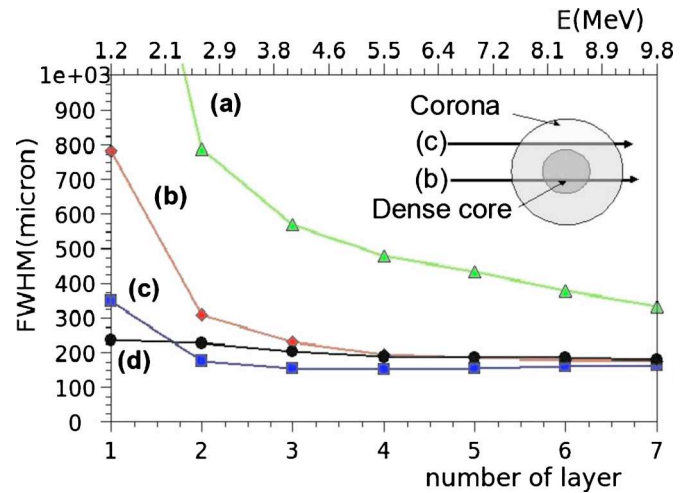 E(MeV)
1.2 2.1 2.9 3.8 4.6 5.5 6.4 7.2 8.1 8.9 9.8
1e+03
900
800
700
600
500
400
300
200
100
0
FWHM(micron)
(a)
(b)
(c)
(d)
Corona
(c)
(b)
Dense core
1 2 3 4 5 6 7
number of layer